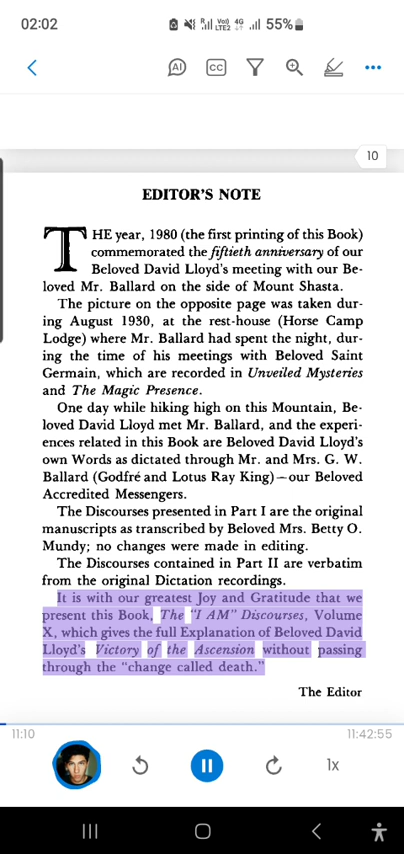 02:02
R Vo)) LTE2 4G 55%
AI CC
10
EDITOR'S NOTE
THE year, 1980 (the first printing of this Book)
commemorated the fiftieth anniversary of our
Beloved David Lloyd's meeting with our Be-
loved Mr. Ballard on the side of Mount Shasta.
The picture on the opposite page was taken dur-
ing August 1930, at the rest-house (Horse Camp
Lodge) where Mr. Ballard had spent the night, dur-
ing the time of his meetings with Beloved Saint
Germain, which are recorded in Unveiled Mysteries
and The Magic Presence.
One day while hiking high on this Mountain, Be-
loved David Lloyd met Mr. Ballard, and the experi-
ences related in this Book are Beloved David Lloyd's
own Words as dictated through Mr. and Mrs. G. W.
Ballard (Godfré and Lotus Ray King)—our Beloved
Accredited Messengers.
The Discourses presented in Part I are the original
manuscripts as transcribed by Beloved Mrs. Betty O.
Mundy; no changes were made in editing.
The Discourses contained in Part II are verbatim
from the original Dictation recordings.
It is with our greatest Joy and Gratitude that we
present this Book, The "I AM" Discourses, Volume
X, which gives the full Explanation of Beloved David
Lloyd's Victory of the Ascension without passing
through the "change called death."
The Editor
11:10 11:42:55
1x